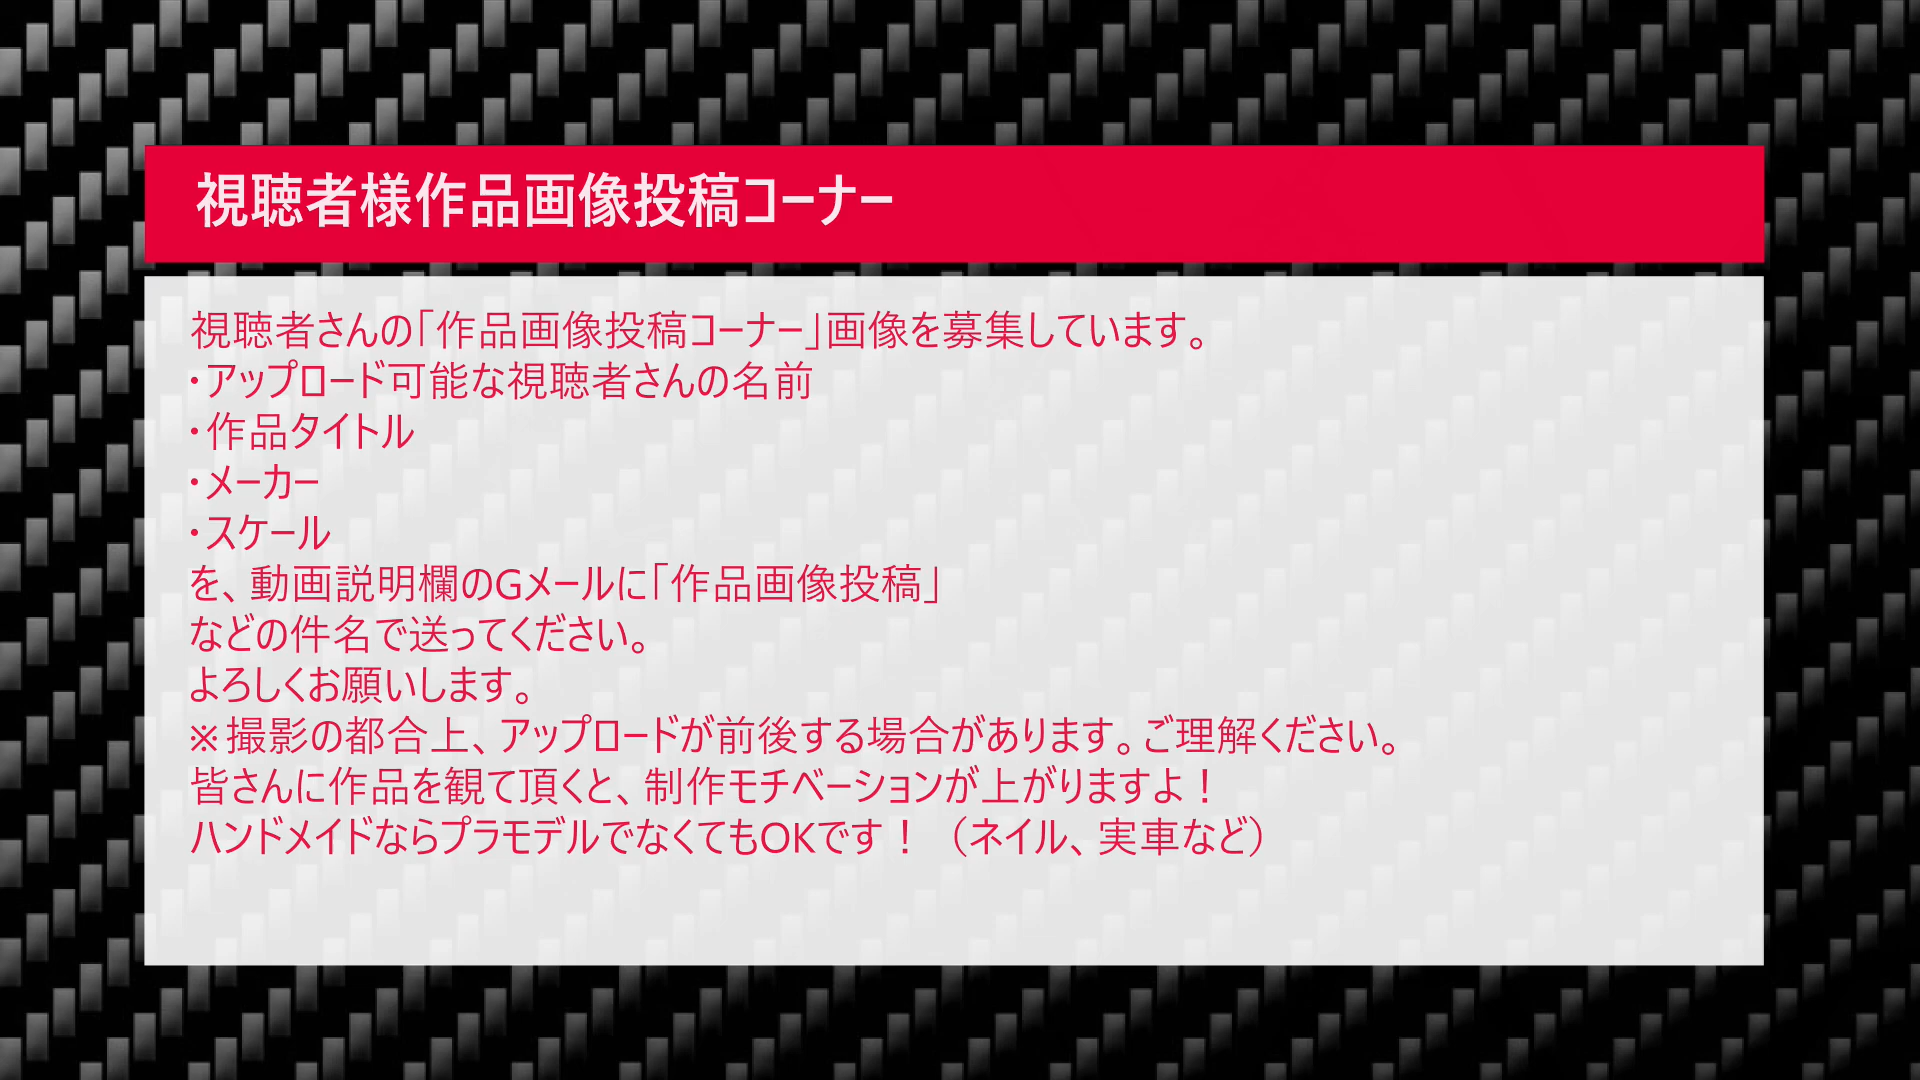 視聴者様作品画像投稿コーナー
視聴者さんの｢作品画像投稿コーナー｣画像を募集しています。
・アップロード可能な視聴者さんの名前
・作品タイトル
・メーカー
・スケール
を、動画説明欄のGメールに｢作品画像投稿｣
などの件名で送ってください。
よろしくお願いします。
※撮影の都合上、アップロードが前後する場合があります。ご理解ください。
皆さんに作品を観て頂くと、制作モチベーションが上がりますよ！
ハンドメイドならプラモデルでなくてもOKです！　（ネイル、実車など）